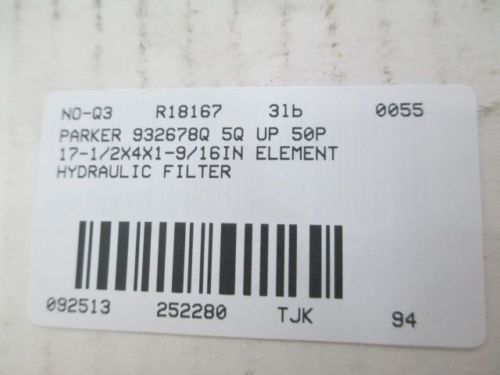 NO-Q3 R18167 3lb 0055
PARKER 932678Q 5Q UP 50P
17-1/2X4X1-9/16IN ELEMENT
HYDRAULIC FILTER
092513 252280 TJK 94